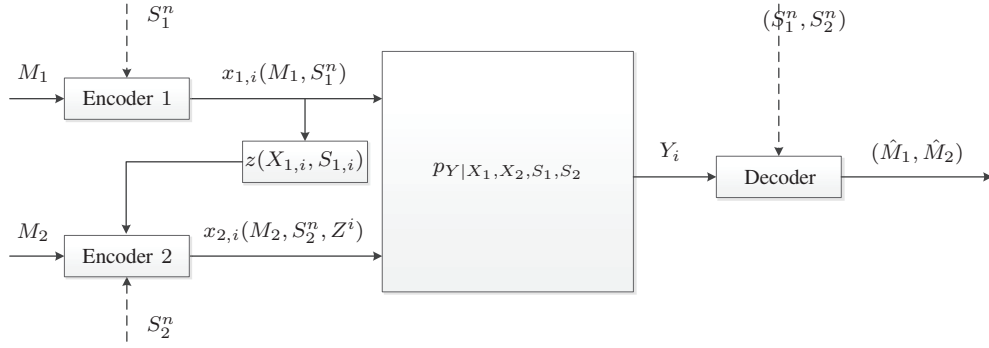 $S_1^n$
$(S_1^n, S_2^n)$
$M_1$
Encoder 1
$x_{1,i}(M_1, S_1^n)$
$z(X_{1,i}, S_{1,i})$
$p_{Y|X_1,X_2,S_1,S_2}$
$Y_i$
Decoder
$(\hat{M}_1, \hat{M}_2)$
$M_2$
Encoder 2
$x_{2,i}(M_2, S_2^n, Z^i)$
$S_2^n$